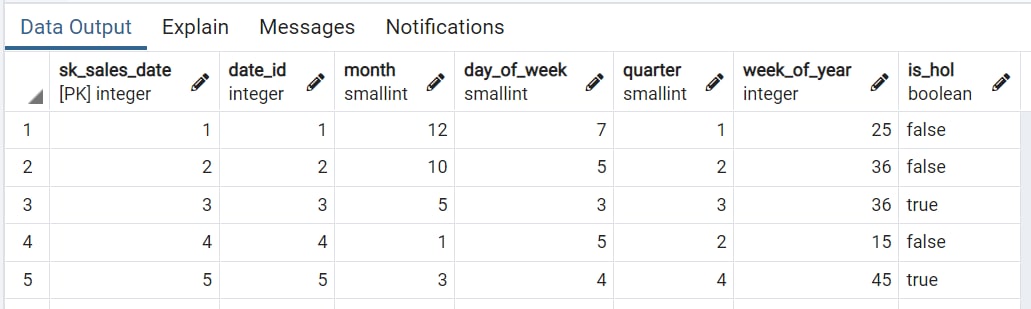 Data Output Explain Messages Notifications
sk_sales_date date_id month day_of_week quarter week_of_year is_hol
[PK] integer integer smallint smallint smallint integer boolean
1 1 1 12 7 1 25 false
2 2 2 10 5 2 36 false
3 3 3 5 3 3 36 true
4 4 4 1 5 2 15 false
5 5 5 3 4 4 45 true